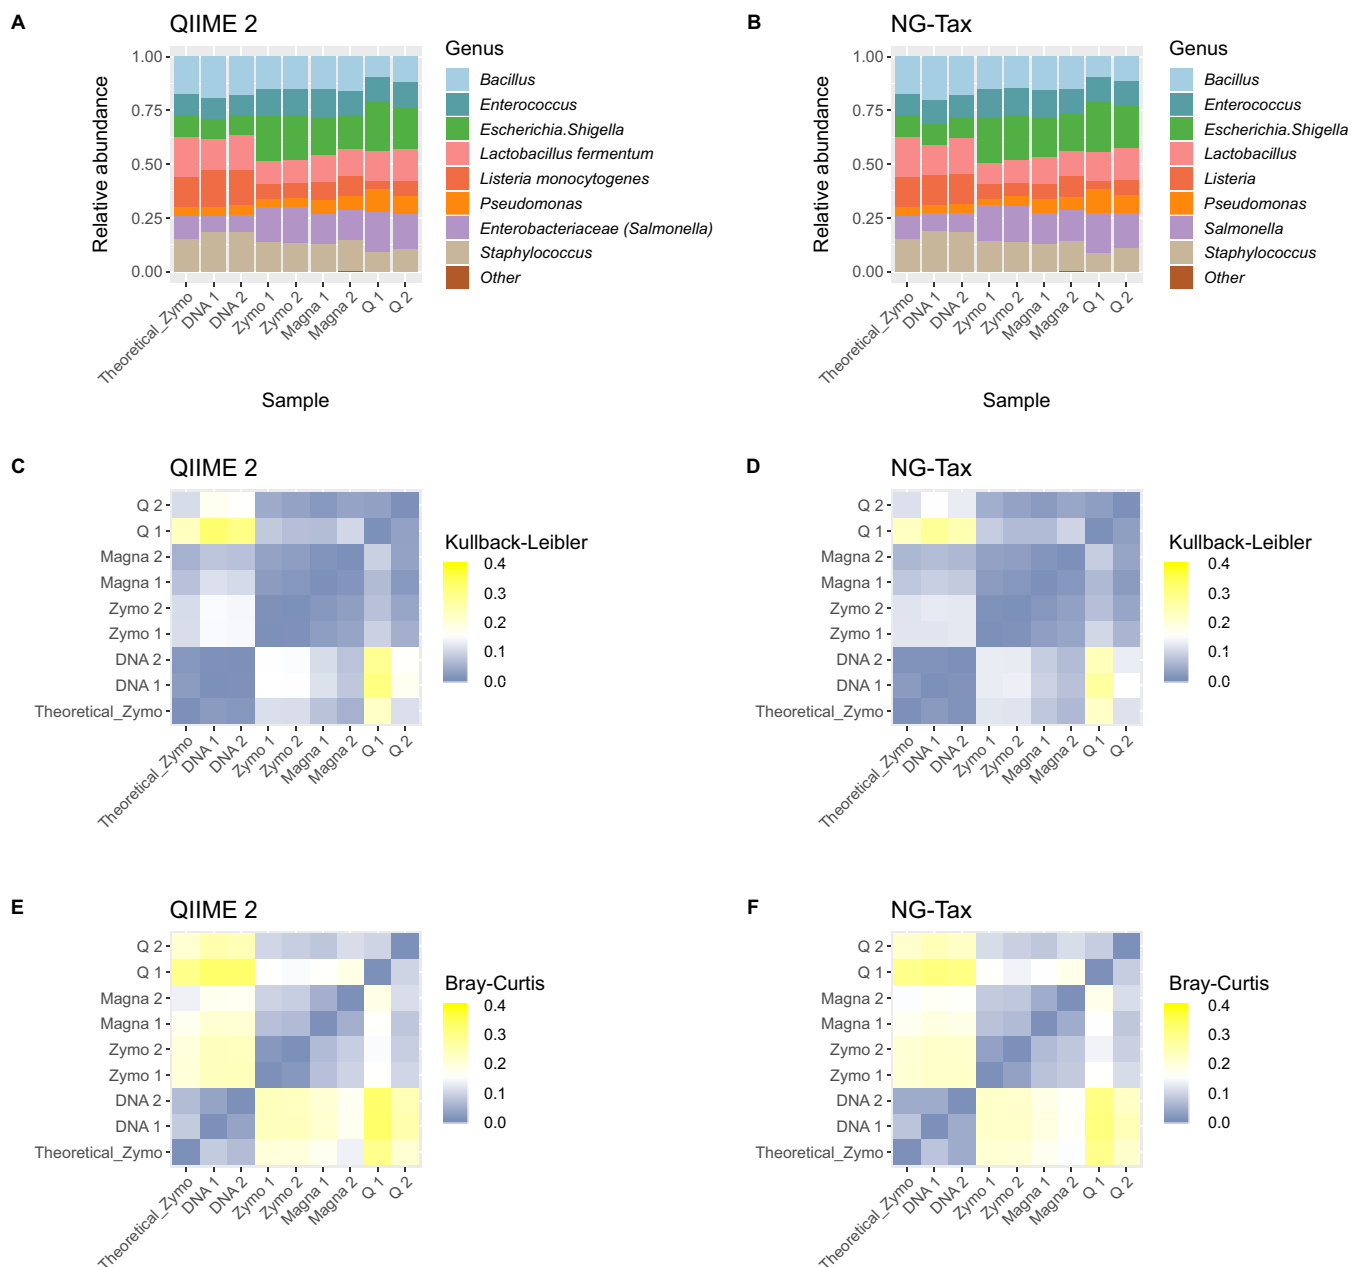 A
QIIME 2
Relative abundance
1.00
0.75
0.50
0.25
0.00
Theoretical_Zymo
DNA 1
DNA 2
Zymo 1
Zymo 2
Magna 1
Magna 2
Q 1
Q 2
Sample
Genus
Bacillus
Enterococcus
Escherichia.Shigella
Lactobacillus fermentum
Listeria monocytogenes
Pseudomonas
Enterobacteriaceae (Salmonella)
Staphylococcus
Other
B
NG-Tax
Relative abundance
1.00
0.75
0.50
0.25
0.00
Theoretical_Zymo
DNA 1
DNA 2
Zymo 1
Zymo 2
Magna 1
Magna 2
Q 1
Q 2
Sample
Genus
Bacillus
Enterococcus
Escherichia.Shigella
Lactobacillus
Listeria
Pseudomonas
Salmonella
Staphylococcus
Other
C
QIIME 2
Q 2
Q 1
Magna 2
Magna 1
Zymo 2
Zymo 1
DNA 2
DNA 1
Theoretical_Zymo
Theoretical_Zymo
DNA 1
DNA 2
Zymo 1
Zymo 2
Magna 1
Magna 2
Q 1
Q 2
Kullback-Leibler
0.4
0.3
0.2
0.1
0.0
D
NG-Tax
Q 2
Q 1
Magna 2
Magna 1
Zymo 2
Zymo 1
DNA 2
DNA 1
Theoretical_Zymo
Theoretical_Zymo
DNA 1
DNA 2
Zymo 1
Zymo 2
Magna 1
Magna 2
Q 1
Q 2
Kullback-Leibler
0.4
0.3
0.2
0.1
0.0
E
QIIME 2
Q 2
Q 1
Magna 2
Magna 1
Zymo 2
Zymo 1
DNA 2
DNA 1
Theoretical_Zymo
Theoretical_Zymo
DNA 1
DNA 2
Zymo 1
Zymo 2
Magna 1
Magna 2
Q 1
Q 2
Bray-Curtis
0.4
0.3
0.2
0.1
0.0
F
NG-Tax
Q 2
Q 1
Magna 2
Magna 1
Zymo 2
Zymo 1
DNA 2
DNA 1
Theoretical_Zymo
Theoretical_Zymo
DNA 1
DNA 2
Zymo 1
Zymo 2
Magna 1
Magna 2
Q 1
Q 2
Bray-Curtis
0.4
0.3
0.2
0.1
0.0